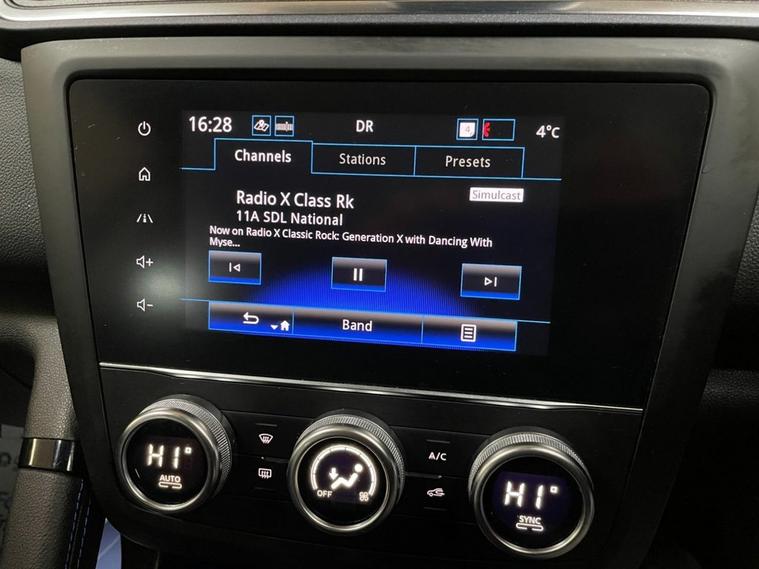 16:28
4
DR
4°C
Channels
Stations
Presets
Radio X Class Rk
Simulcast
11A SDL National
Now on Radio X Classic Rock: Generation X with Dancing With
Myse...
Band
HI°
AUTO
OFF
A/C
HI°
SYNC